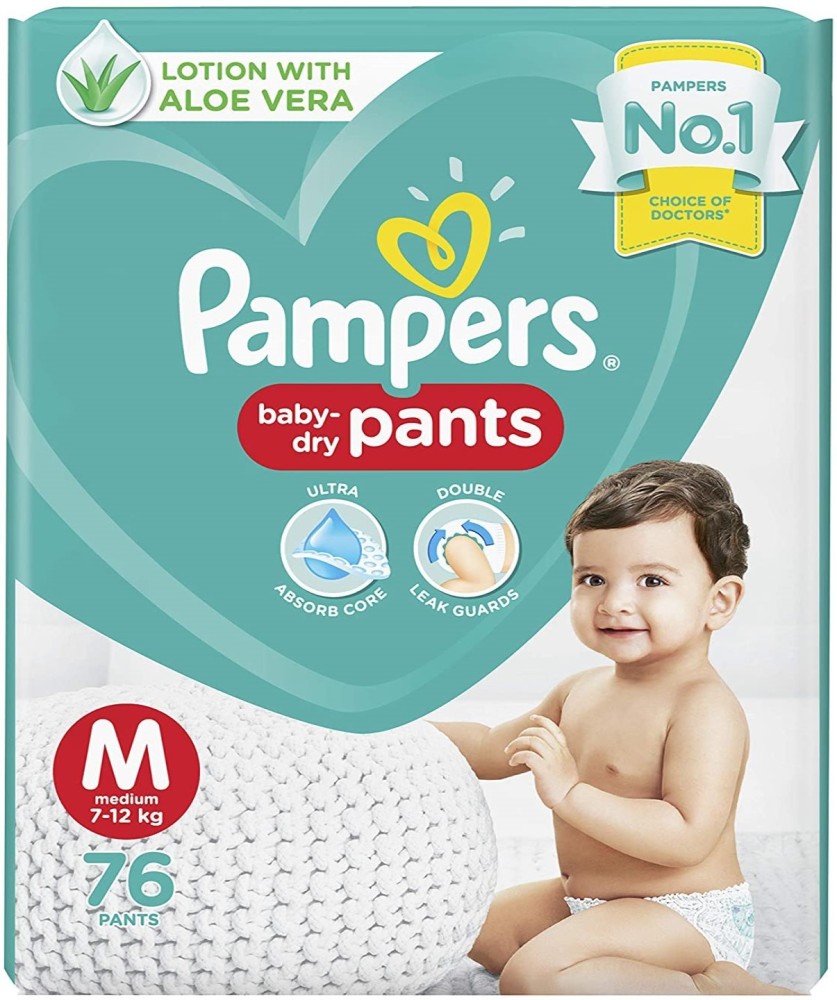 LOTION WITH
ALOE VERA
PAMPERS
No.1
CHOICE OF
DOCTORS*
Pampers®
baby-
dry pants
ULTRA
ABSORB CORE
DOUBLE
LEAK GUARDS
M
medium
7-12 kg
76
PANTS